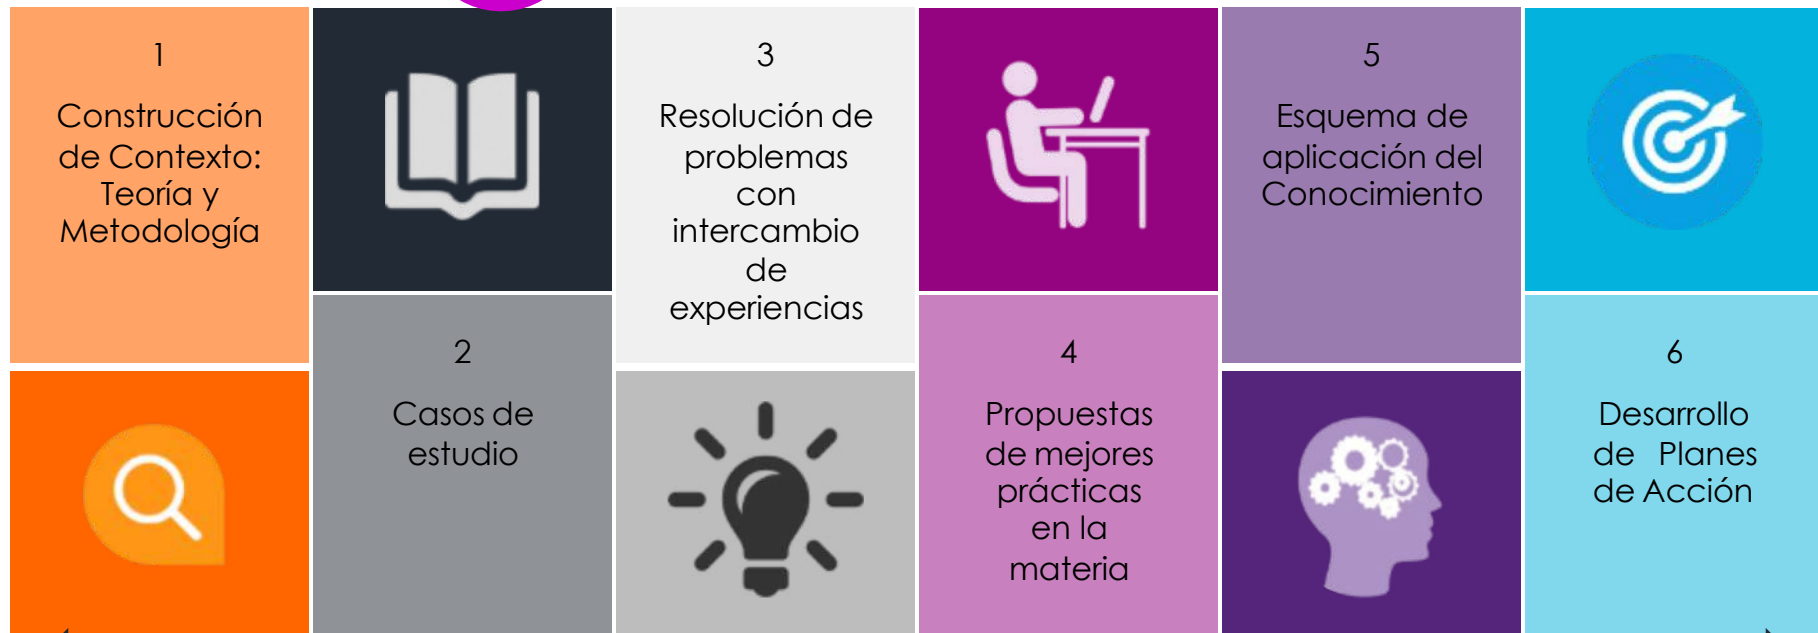 1
Construcción
de Contexto:
Teoría y
Metodología
2
Casos de
estudio
3
Resolución de
problemas
con
intercambio
de
experiencias
4
Propuestas
de mejores
prácticas
en la
materia
5
Esquema de
aplicación del
Conocimiento
6
Desarrollo
de Planes
de Acción